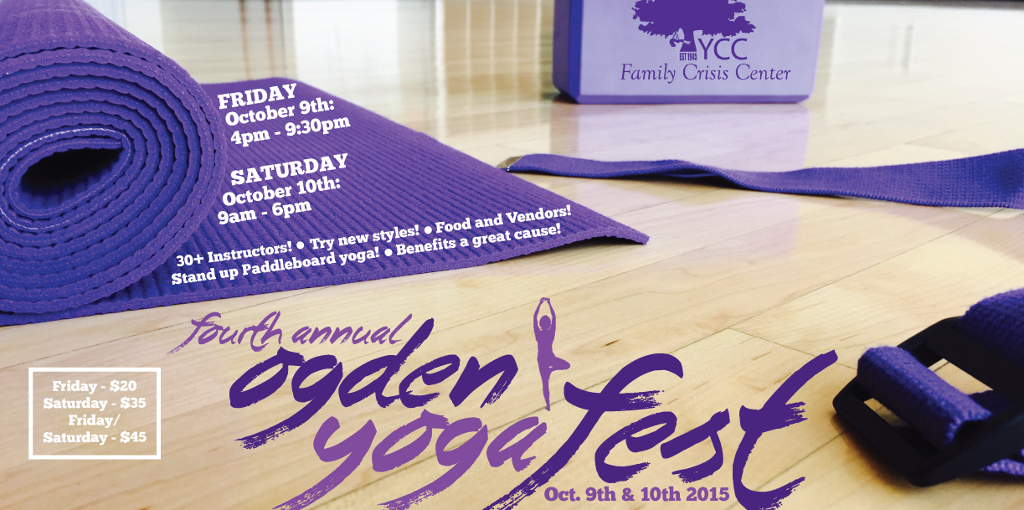 YCC
EST 1945
Family Crisis Center
FRIDAY
October 9th:
4pm - 9:30pm
SATURDAY
October 10th:
9am - 6pm
30+ Instructors! ● Try new styles! ● Food and Vendors!
Stand up Paddleboard yoga! ● Benefits a great cause!
fourth annual
ogden
yoga fest
Friday - $20
Saturday - $35
Friday/
Saturday - $45
Oct. 9th & 10th 2015